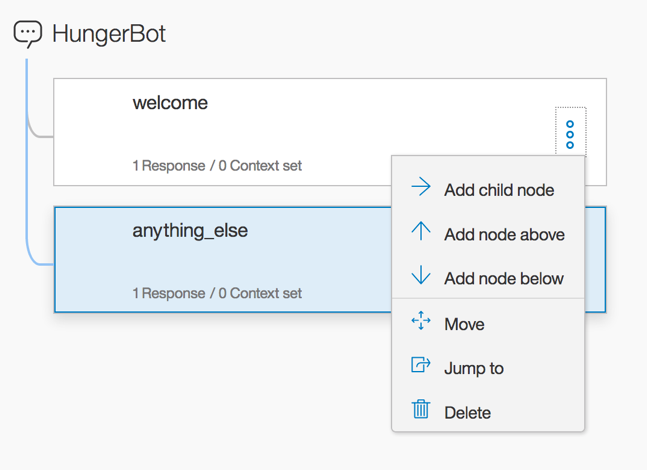 HungerBot
welcome
1 Response / 0 Context set
Add child node
anything_else
Add node above
Add node below
1 Response / 0 Context set
Move
Jump to
Delete